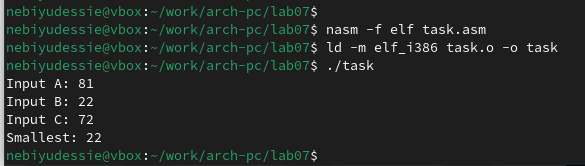 nebiyudessie@vbox:~/work/arch-pc/lab07$
nebiyudessie@vbox:~/work/arch-pc/lab07$ nasm -f elf task.asm
nebiyudessie@vbox:~/work/arch-pc/lab07$ ld -m elf_i386 task.o -o task
nebiyudessie@vbox:~/work/arch-pc/lab07$ ./task
Input A: 81
Input B: 22
Input C: 72
Smallest: 22
nebiyudessie@vbox:~/work/arch-pc/lab07$